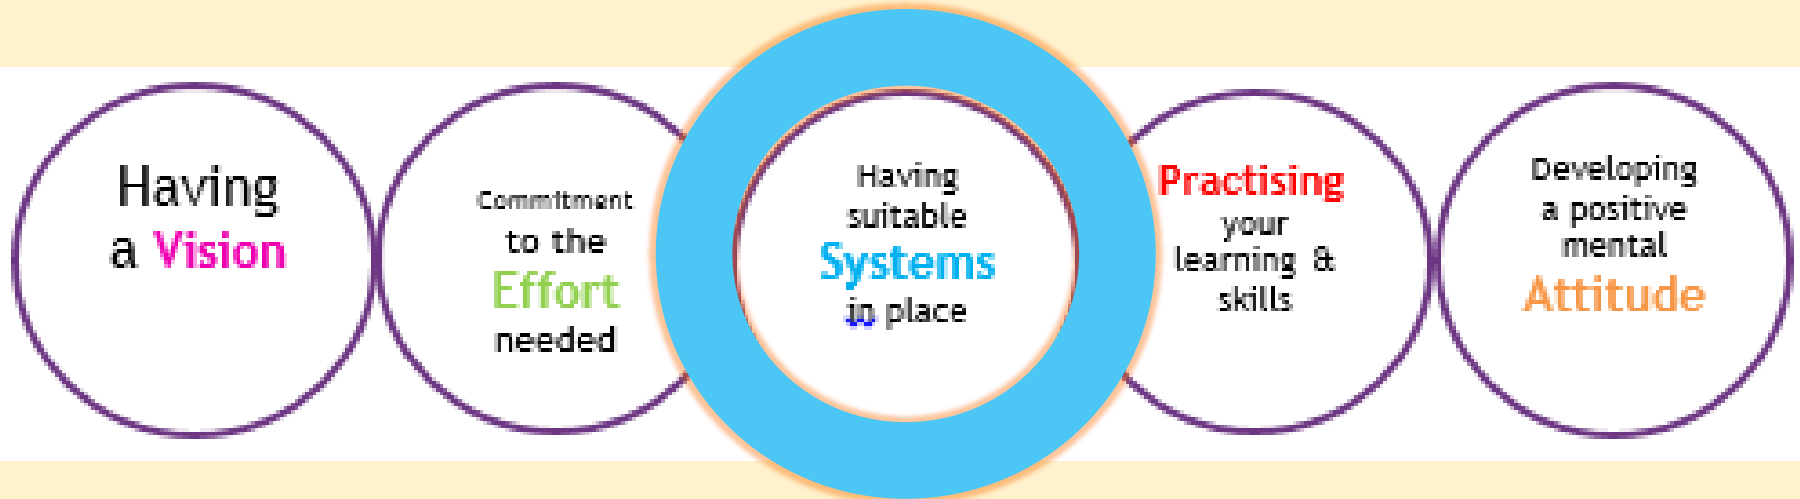 Having
a Vision
Commitment
to the
Effort
needed
Having
suitable
Systems
in place
Practising
your
learning &
skills
Developing
a positive
mental
Attitude